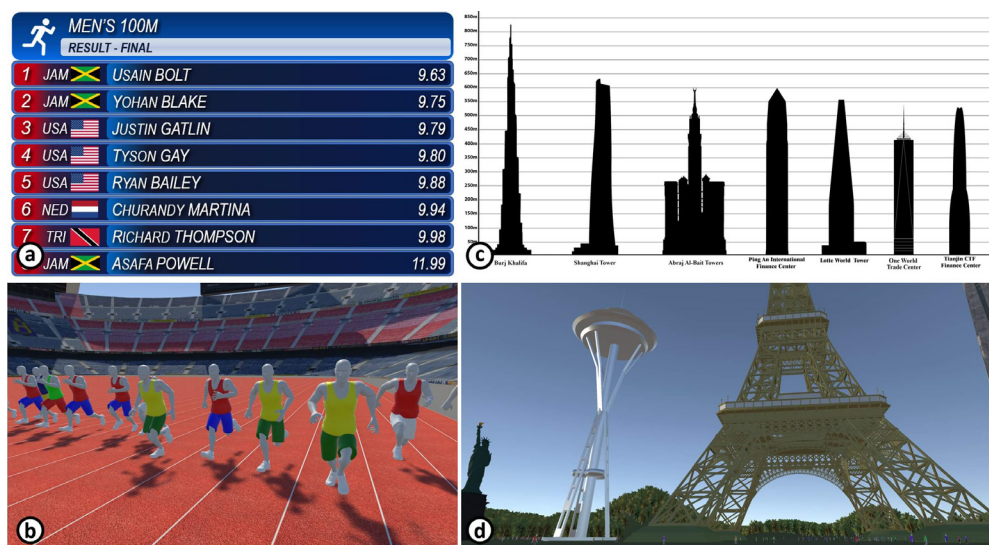 MEN'S 100M
RESULT - FINAL
1 JAM USAIN BOLT 9.63
2 JAM YOHAN BLAKE 9.75
3 USA JUSTIN GATLIN 9.79
4 USA TYSON GAY 9.80
5 USA RYAN BAILEY 9.88
6 NED CHURANDY MARTINA 9.94
7 TRI RICHARD THOMPSON 9.98
JAM ASAFA POWELL 11.99
a
850m
800m
750m
700m
650m
600m
550m
500m
450m
400m
350m
300m
250m
200m
150m
100m
50m
Burj Khalifa
Shanghai Tower
Abraj Al-Bait Towers
Ping An International
Finance Center
Lotte World Tower
One World
Trade Center
Tianjin CTF
Finance Center
c
b
d